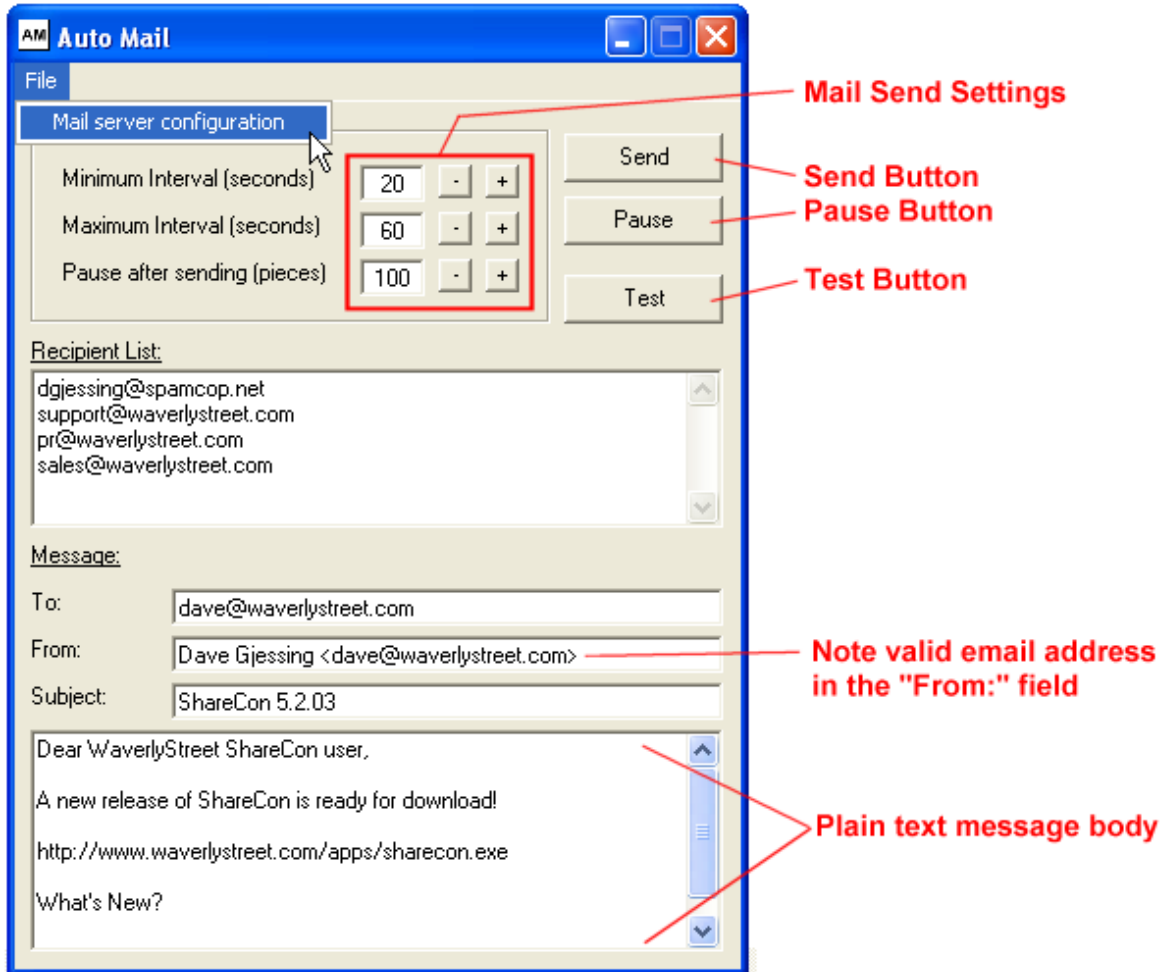 AM Auto Mail
File
Mail server configuration
Mail Send Settings
Minimum Interval (seconds) 20 - +
Send
Send Button
Maximum Interval (seconds) 60 - +
Pause
Pause Button
Pause after sending (pieces) 100 - +
Test
Test Button
Recipient List:
dgjessing@spamcop.net
support@waverlystreet.com
pr@waverlystreet.com
sales@waverlystreet.com
Message:
To: dave@waverlystreet.com
From: Dave Gjessing <dave@waverlystreet.com>
Note valid email address
in the "From:" field
Subject: ShareCon 5.2.03
Dear WaverlyStreet ShareCon user,
A new release of ShareCon is ready for download!
Plain text message body
http://www.waverlystreet.com/apps/sharecon.exe
What's New?